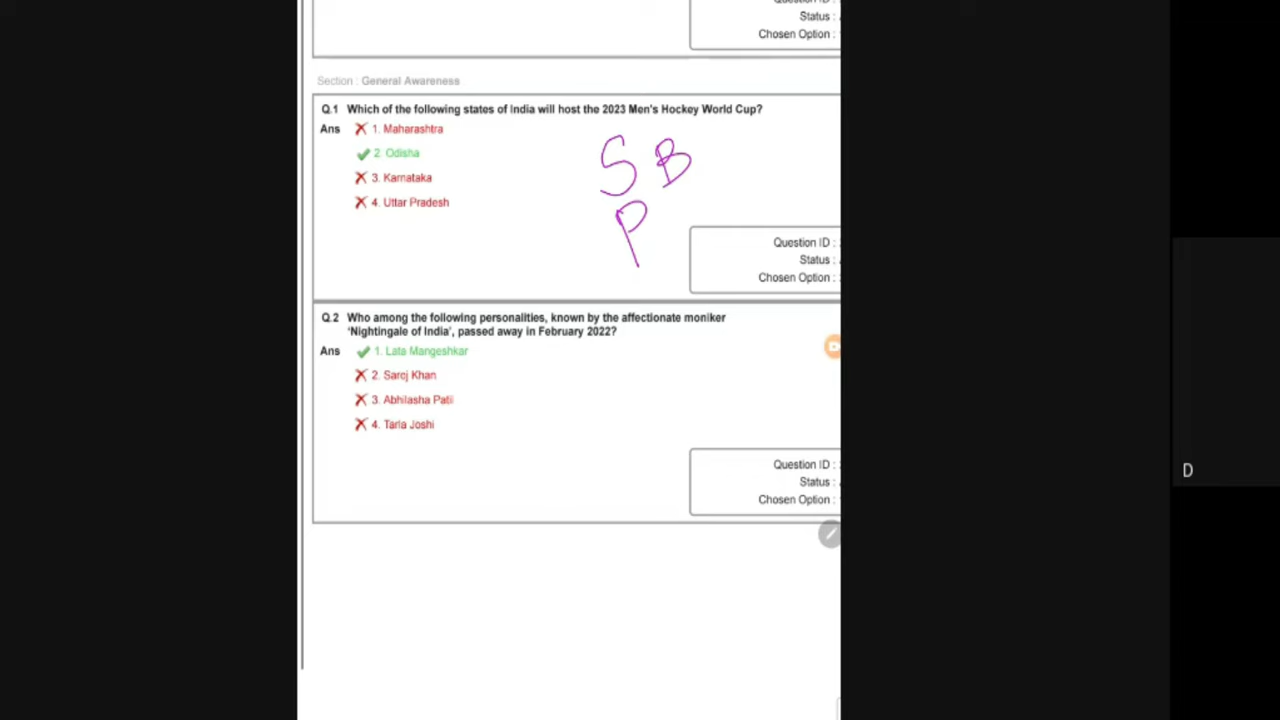 Question ID :
Status :
Chosen Option :
Section : General Awareness
Q.1 Which of the following states of India will host the 2023 Men's Hockey World Cup?
Ans 1. Maharashtra
2. Odisha
3. Karnataka
4. Uttar Pradesh
S B
P
Question ID :
Status :
Chosen Option :
Q.2 Who among the following personalities, known by the affectionate moniker
'Nightingale of India', passed away in February 2022?
Ans 1. Lata Mangeshkar
2. Saroj Khan
3. Abhilasha Patil
4. Tarla Joshi
Question ID :
Status :
Chosen Option :
D